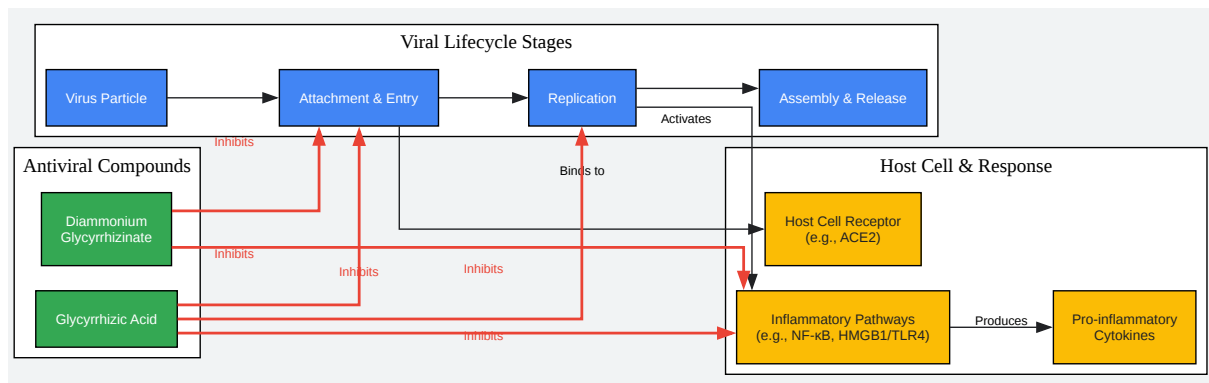 Viral Lifecycle Stages
Virus Particle
Attachment & Entry
Replication
Assembly & Release
Activates
Inhibits
Antiviral Compounds
Binds to
Host Cell & Response
Diammonium
Glycyrrhizinate
Host Cell Receptor
(e.g., ACE2)
Inhibits
Inhibits
Inhibits
Glycyrrhizic Acid
Inhibits
Inflammatory Pathways
(e.g., NF-κB, HMGB1/TLR4)
Produces
Pro-inflammatory
Cytokines